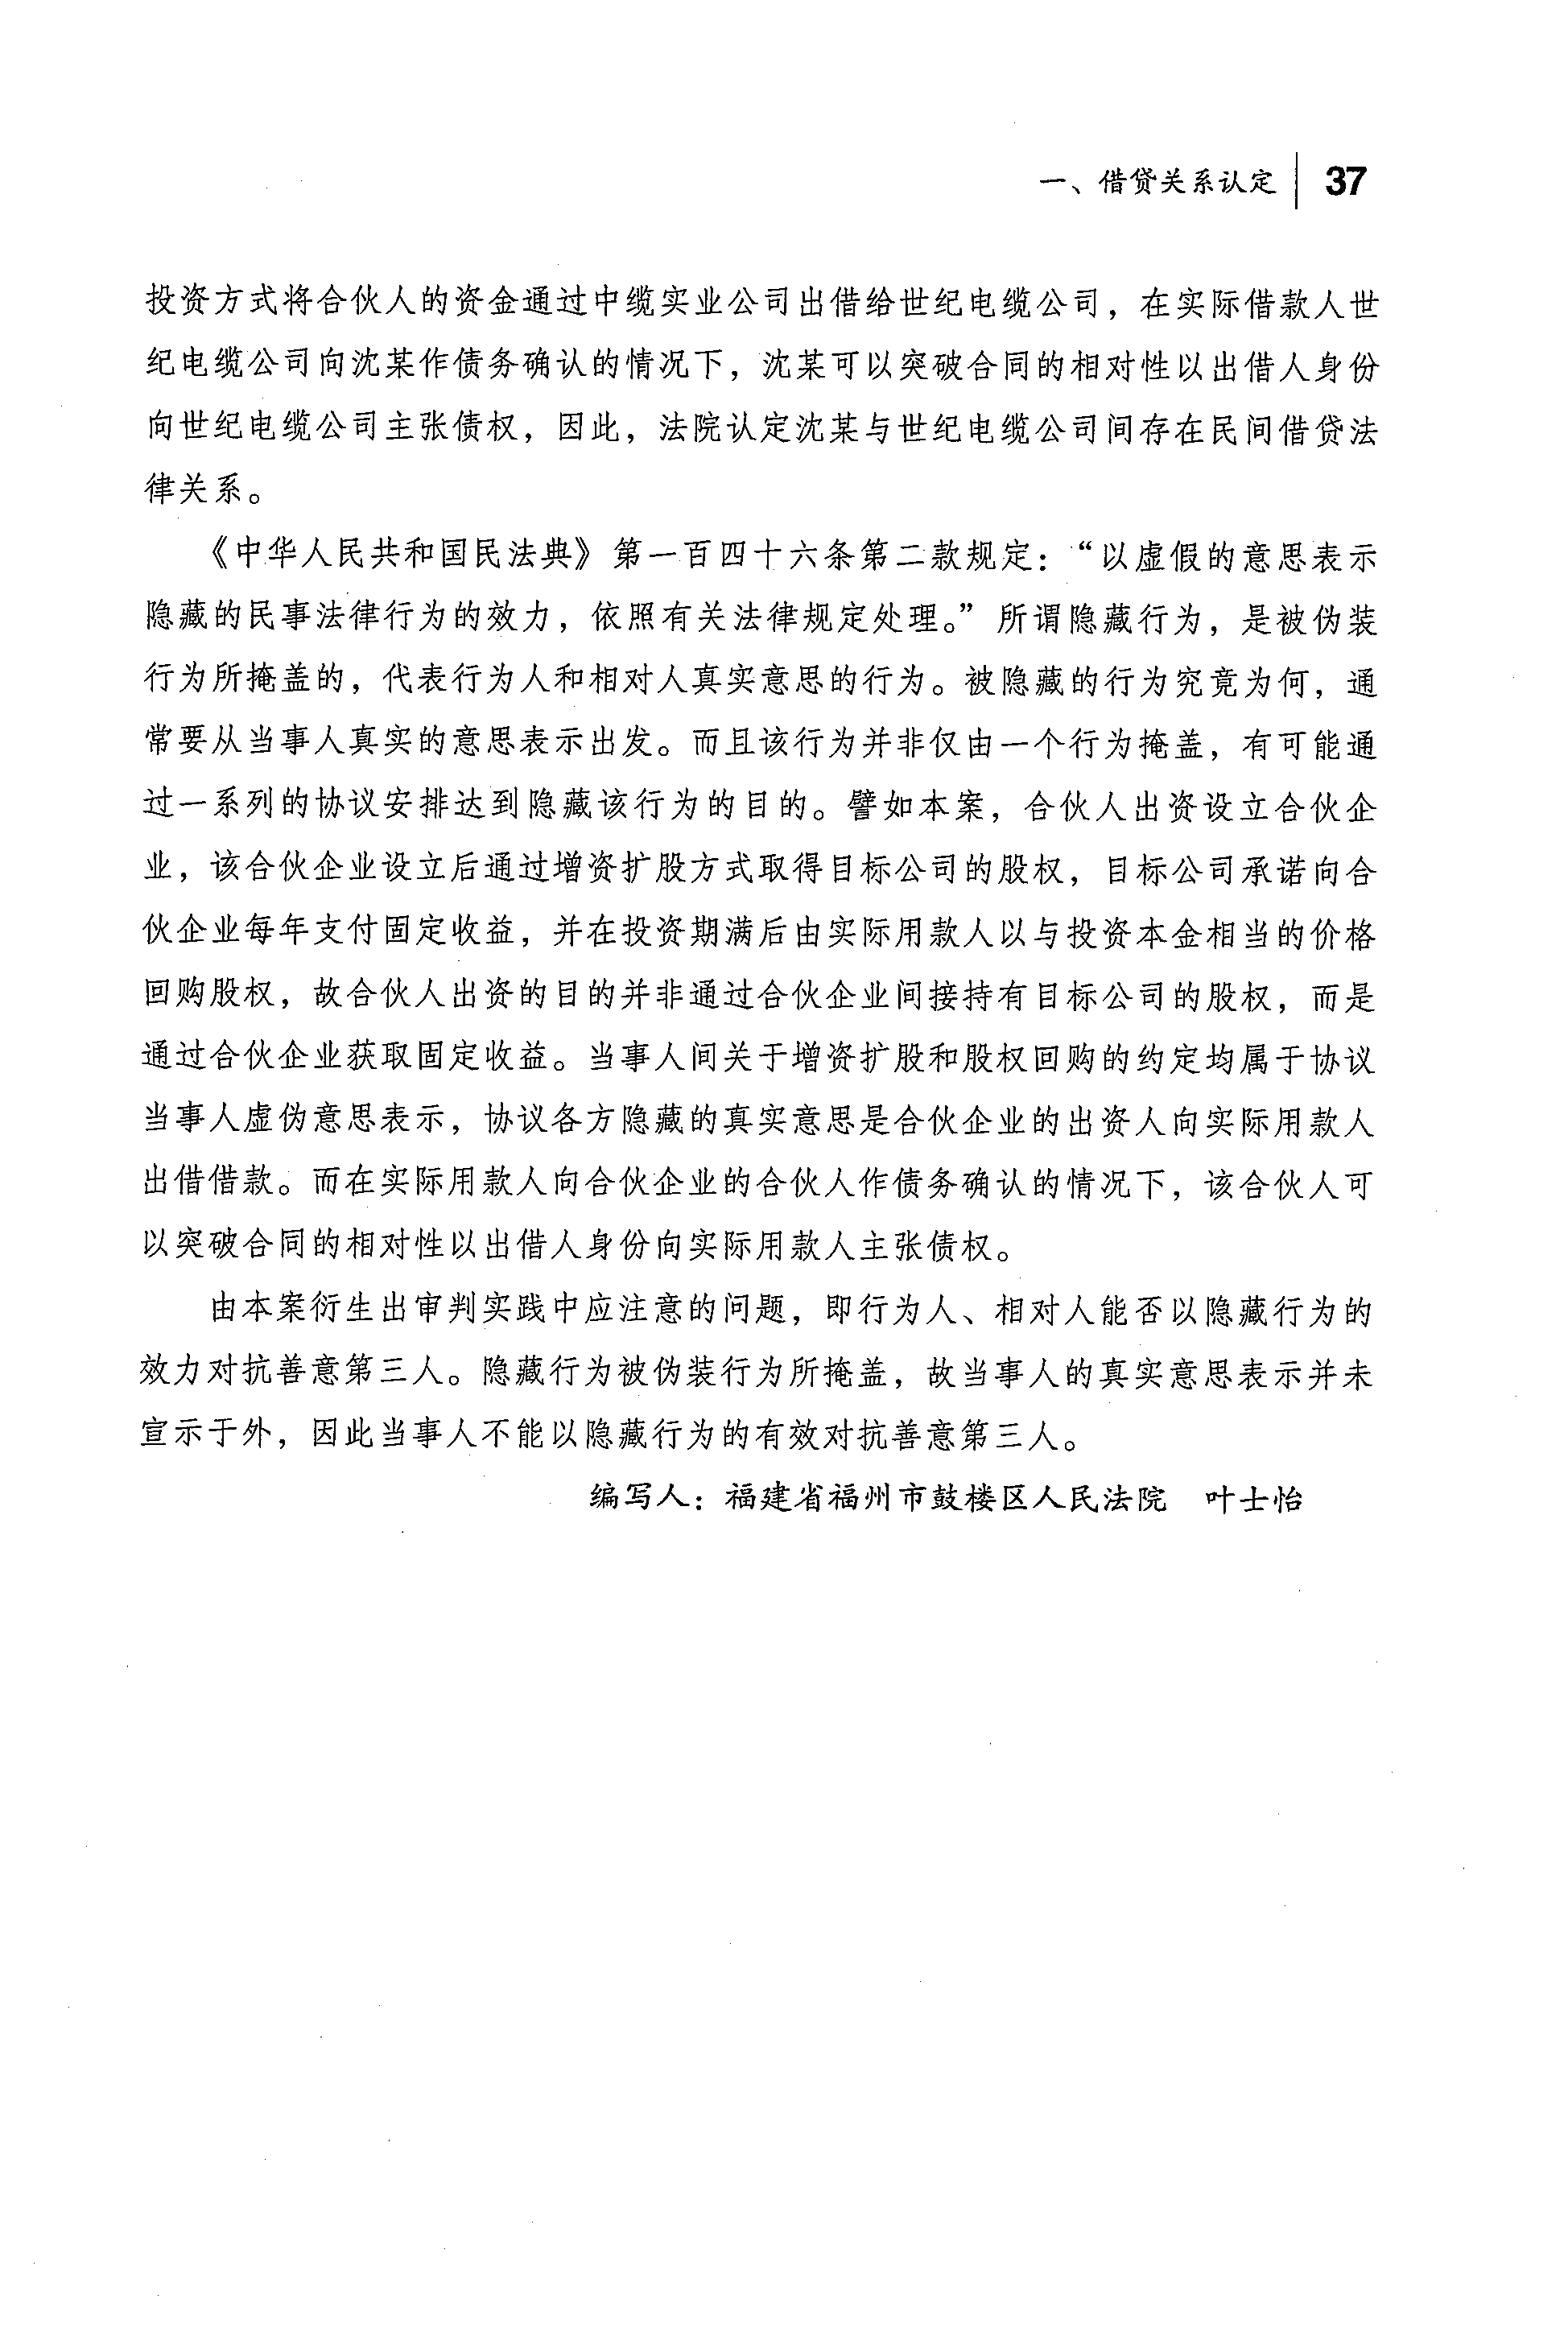 一、借贷关系认定 37
投资方式将合伙人的资金通过中缆实业公司出借给世纪电缆公司，在实际借款人世
纪电缆公司向沈某作债务确认的情况下，沈某可以突破合同的相对性以出借人身份
向世纪电缆公司主张债权，因此，法院认定沈某与世纪电缆公司间存在民间借贷法
律关系。
《中华人民共和国民法典》第一百四十六条第二款规定：“以虚假的意思表示
隐藏的民事法律行为的效力，依照有关法律规定处理。”所谓隐藏行为，是被伪装
行为所掩盖的，代表行为人和相对人真实意思的行为。被隐藏的行为究竟为何，通
常要从当事人真实的意思表示出发。而且该行为并非仅由一个行为掩盖，有可能通
过一系列的协议安排达到隐藏该行为的目的。譬如本案，合伙人出资设立合伙企
业，该合伙企业设立后通过增资扩股方式取得目标公司的股权，目标公司承诺向合
伙企业每年支付固定收益，并在投资期满后由实际用款人以与投资本金相当的价格
回购股权，故合伙人出资的目的并非通过合伙企业间接持有目标公司的股权，而是
通过合伙企业获取固定收益。当事人间关于增资扩股和股权回购的约定均属于协议
当事人虚伪意思表示，协议各方隐藏的真实意思是合伙企业的出资人向实际用款人
出借借款。而在实际用款人向合伙企业的合伙人作债务确认的情况下，该合伙人可
以突破合同的相对性以出借人身份向实际用款人主张债权。
由本案衍生出审判实践中应注意的问题，即行为人、相对人能否以隐藏行为的
效力对抗善意第三人。隐藏行为被伪装行为所掩盖，故当事人的真实意思表示并未
宣示于外，因此当事人不能以隐藏行为的有效对抗善意第三人。
编写人：福建省福州市鼓楼区人民法院 叶士怡